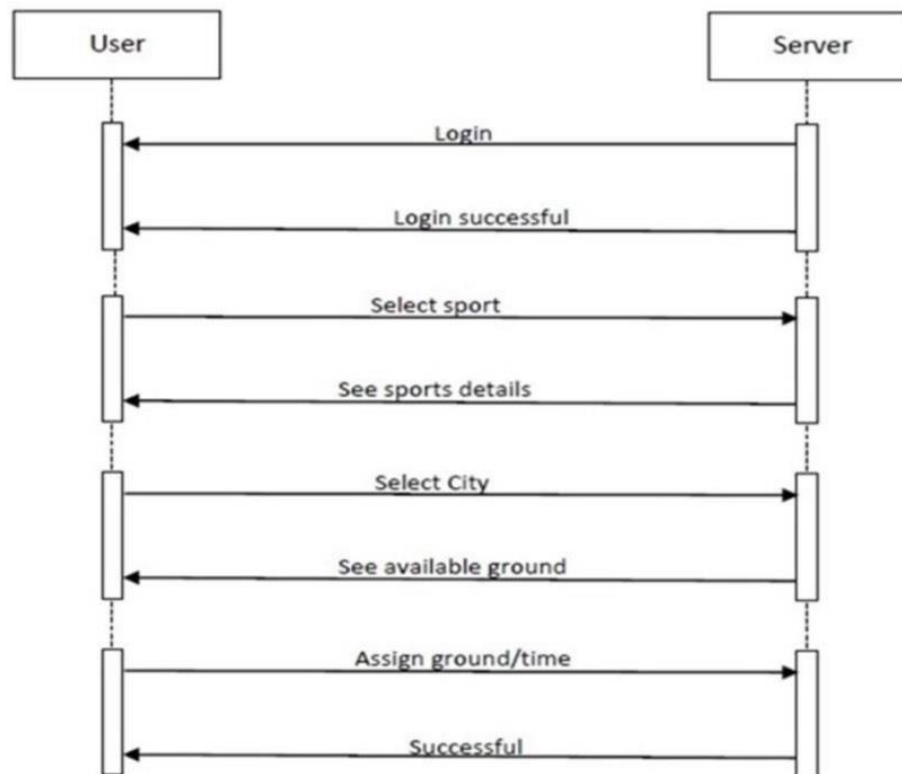 User
Server
Login
Login successful
Select sport
See sports details
Select City
See available ground
Assign ground/time
Successful